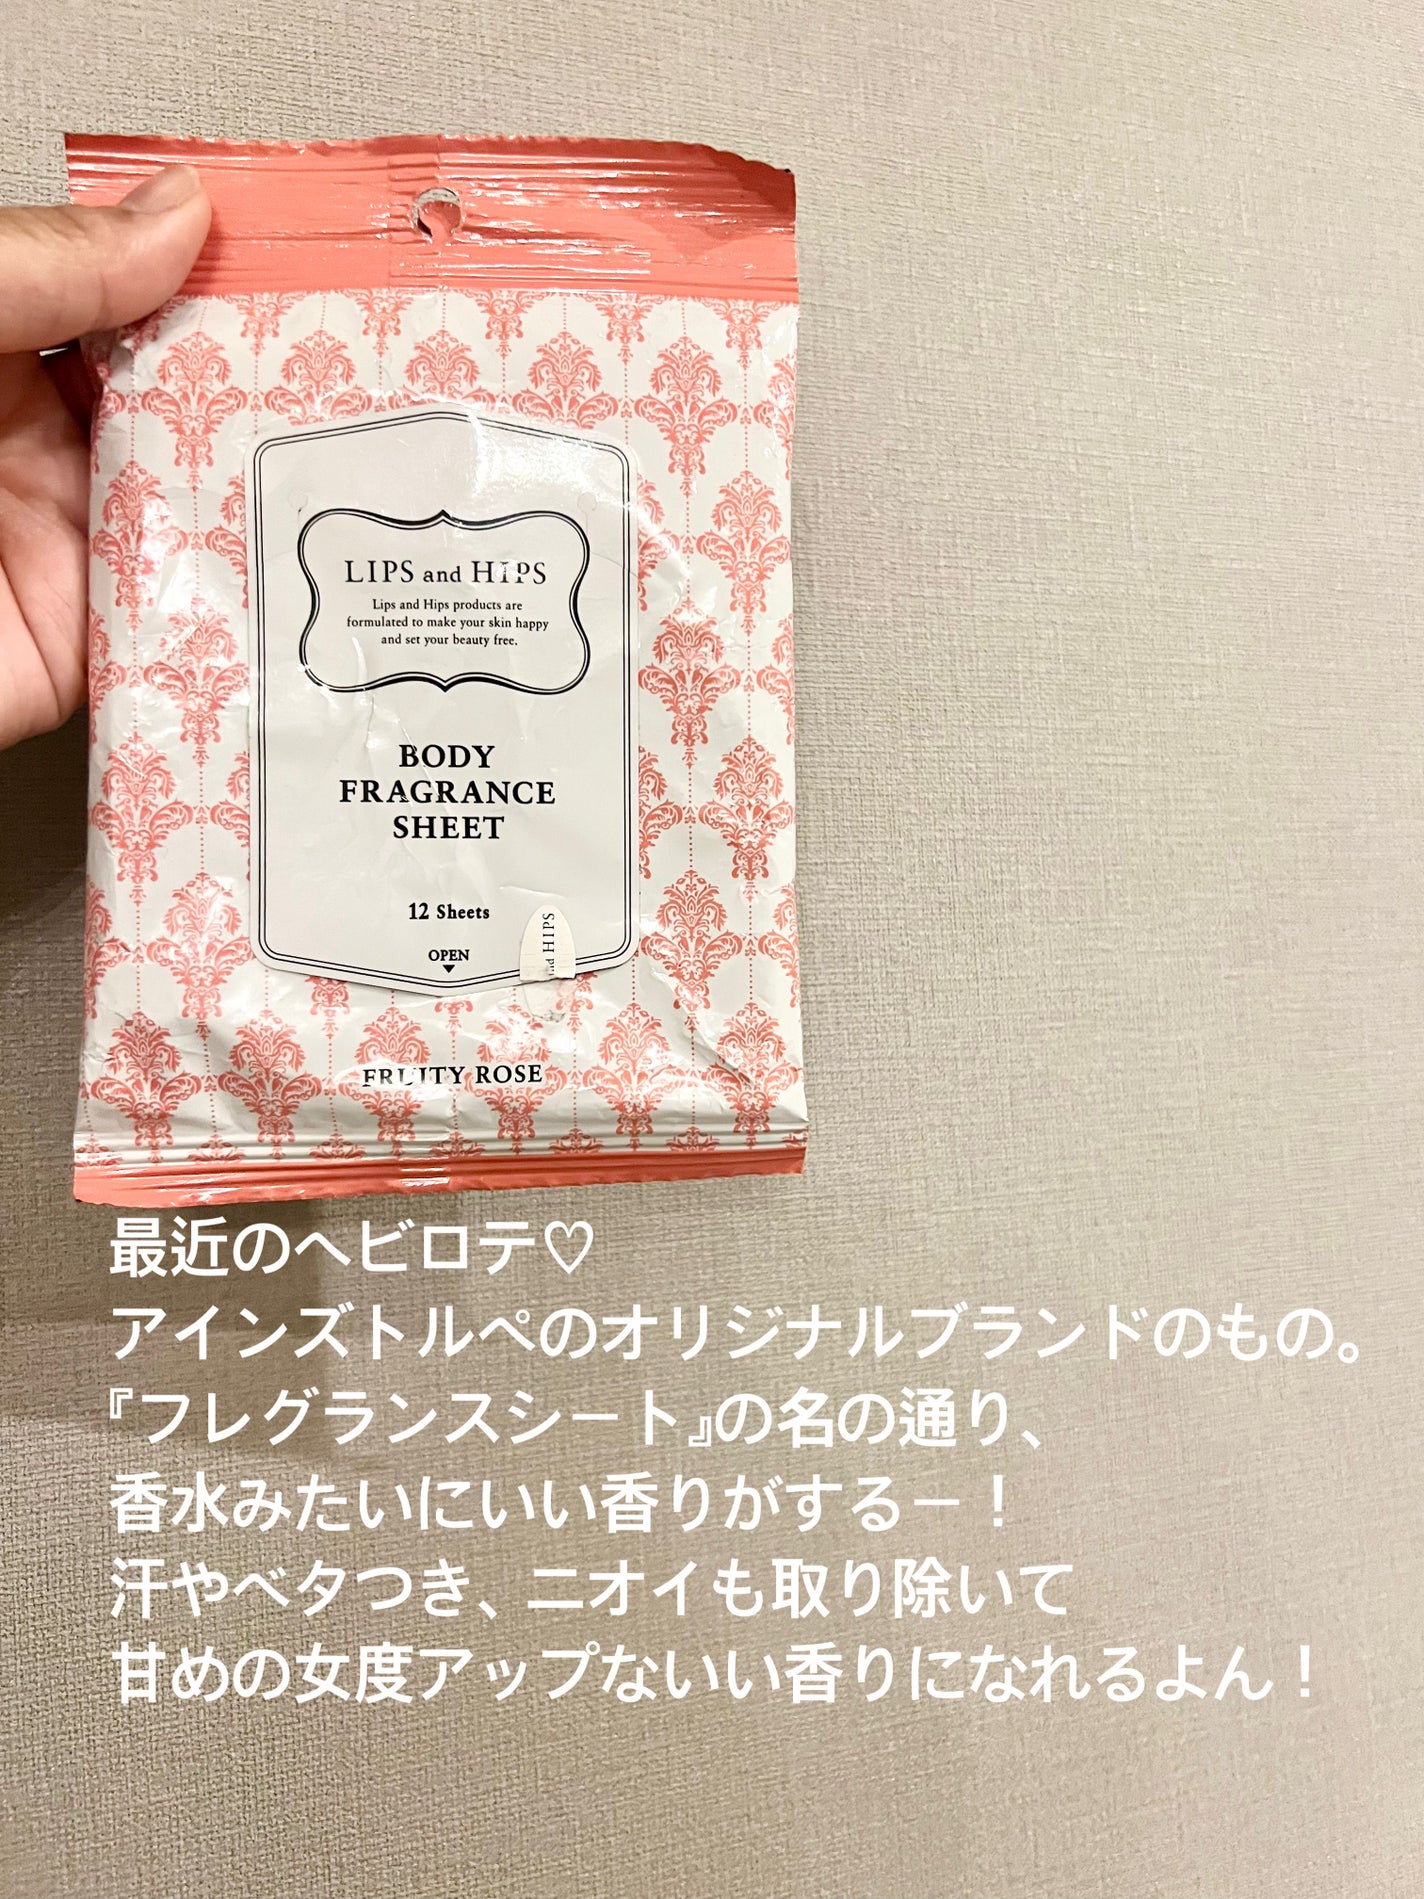 LIPS and HIPS
Lips and Hips products are
formulated to make your skin happy
and set your beauty free.
BODY
FRAGRANCE
SHEET
12 Sheets
OPEN
nd HIPS
FRUITY ROSE
最近のヘビロテ♡
アインズトルペのオリジナルブランドのもの。
『フレグランスシート』の名の通り、
香水みたいにいい香りがするー！
汗やベタつき、ニオイも取り除いて
甘めの女度アップないい香りになれるよん！